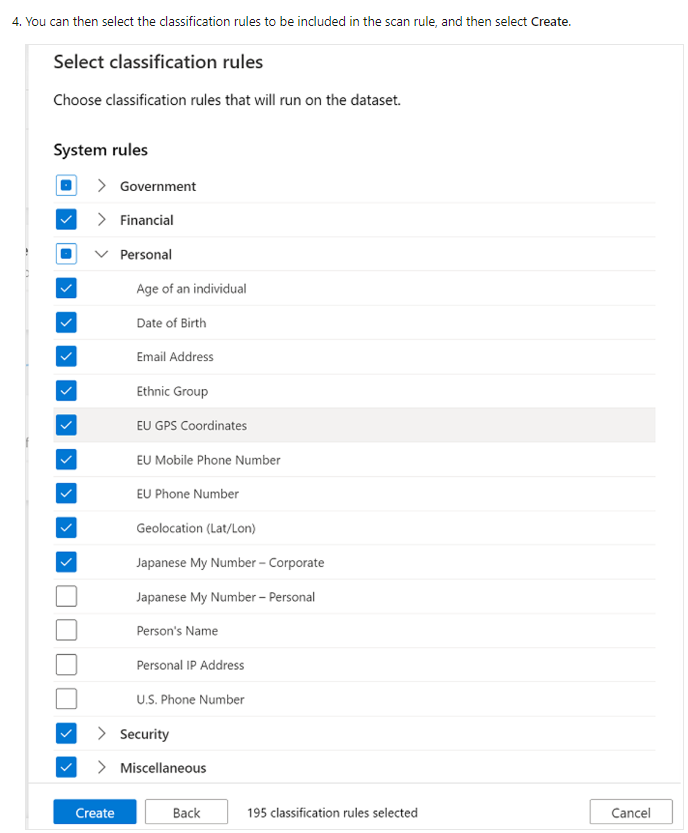 4. You can then select the classification rules to be included in the scan rule, and then select Create.
Select classification rules
Choose classification rules that will run on the dataset.
System rules
Government
Financial
Personal
Age of an individual
Date of Birth
Email Address
Ethnic Group
EU GPS Coordinates
EU Mobile Phone Number
EU Phone Number
Geolocation (Lat/Lon)
Japanese My Number – Corporate
Japanese My Number – Personal
Person's Name
Personal IP Address
U.S. Phone Number
Security
Miscellaneous
Create Back 195 classification rules selected Cancel